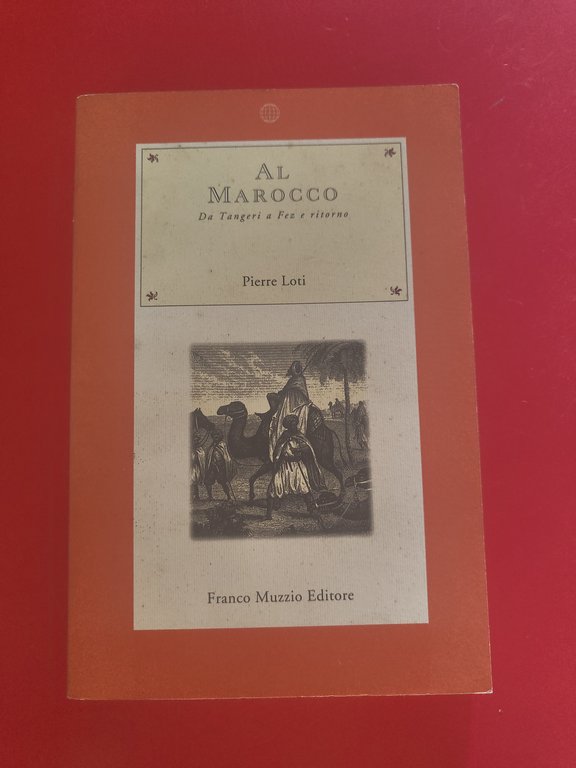 AL
MAROCCO
Da Tangeri a Fez e ritorno
Pierre Loti
Franco Muzzio Editore